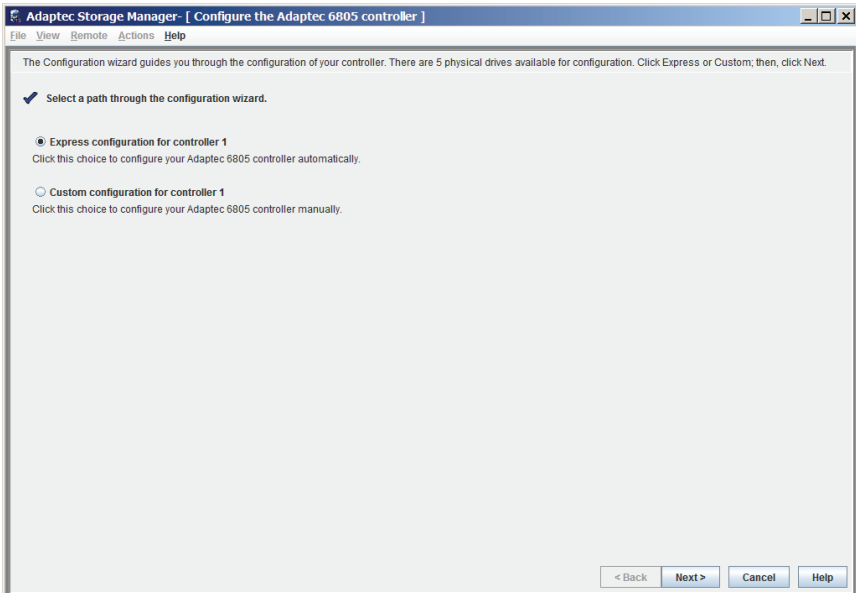 Adaptec Storage Manager- [ Configure the Adaptec 6805 controller ]
File View Remote Actions Help
The Configuration wizard guides you through the configuration of your controller. There are 5 physical drives available for configuration. Click Express or Custom; then, click Next.
Select a path through the configuration wizard.
Express configuration for controller 1
Click this choice to configure your Adaptec 6805 controller automatically.
Custom configuration for controller 1
Click this choice to configure your Adaptec 6805 controller manually.
< Back Next > Cancel Help